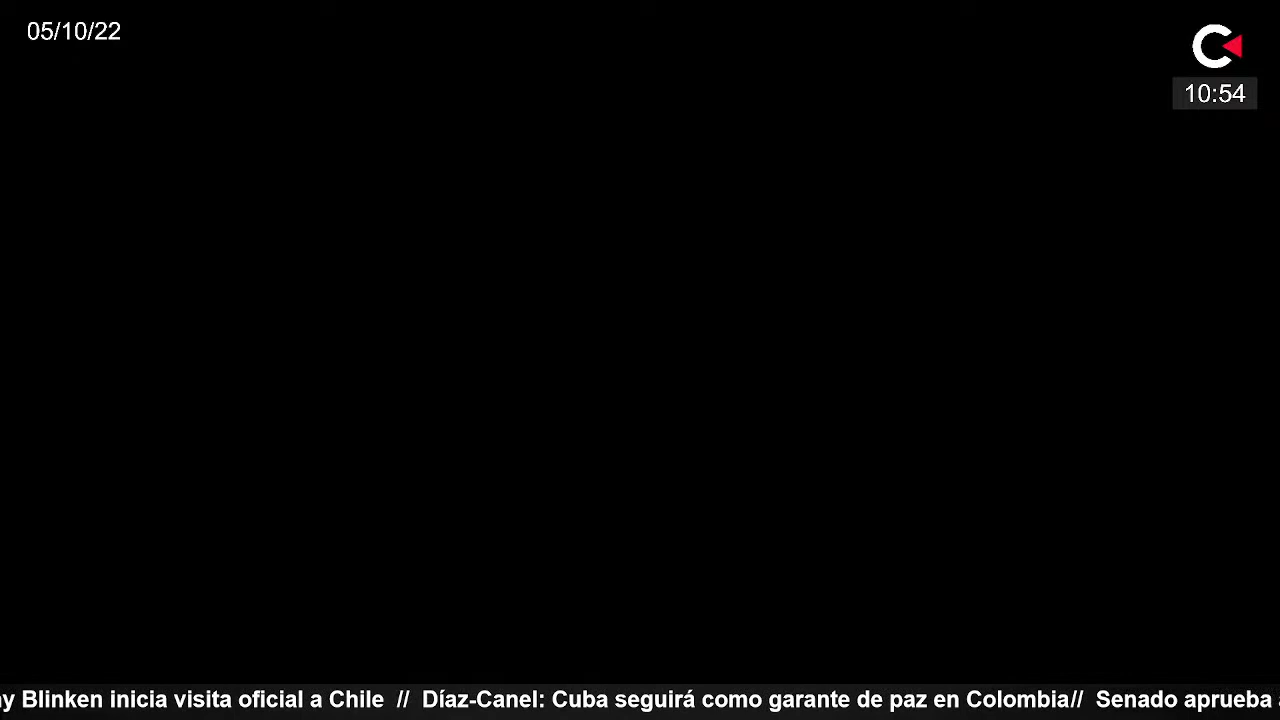 05/10/22
10:54
Blinken inicia visita oficial a Chile // Díaz-Canel: Cuba seguirá como garante de paz en Colombia// Senado aprueba